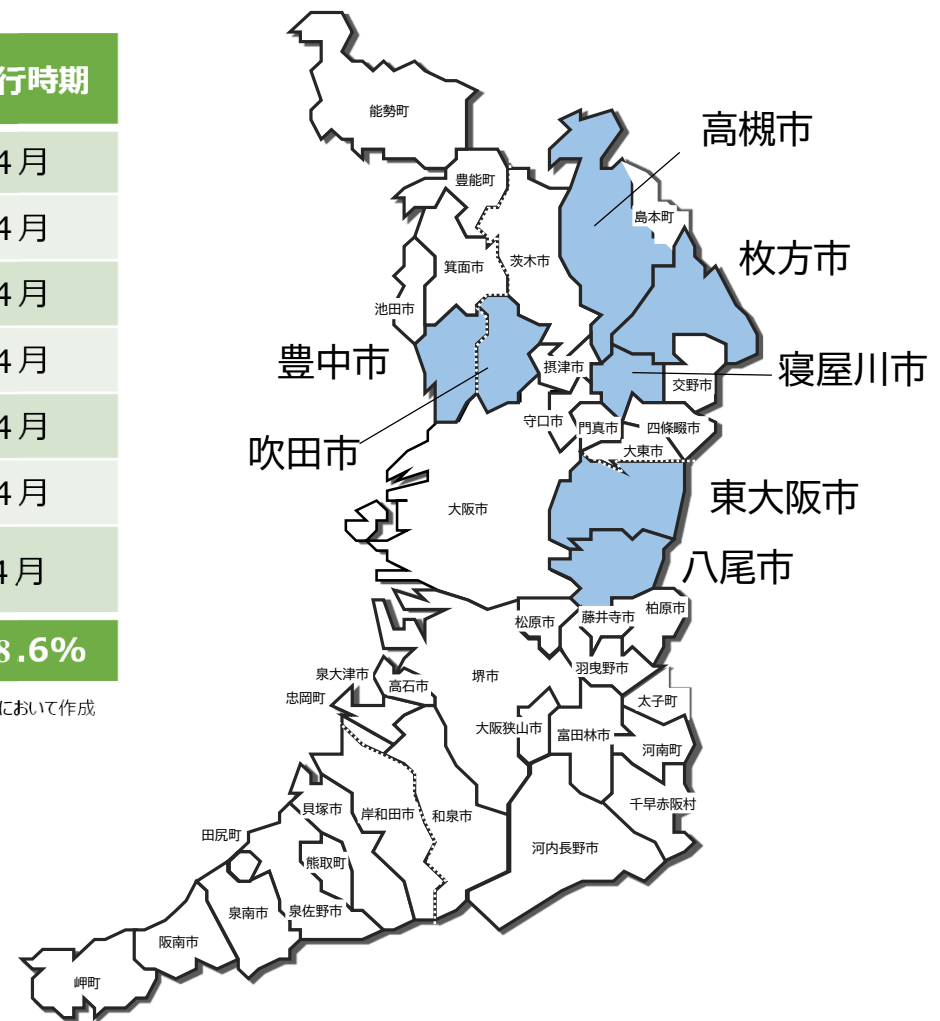 行時期
4月
4月
4月
4月
4月
4月
4月
8.6%
において作成
能勢町
高槻市
豊能町
島本町
枚方市
茨木市
箕面市
池田市
豊中市
摂津市
寝屋川市
交野市
守口市
門真市
四條畷市
吹田市
大東市
東大阪市
大阪市
八尾市
柏原市
松原市
藤井寺市
羽曳野市
泉大津市
堺市
高石市
忠岡町
太子町
大阪狭山市
富田林市
河南町
千早赤阪村
貝塚市
岸和田市
和泉市
田尻町
河内長野市
熊取町
泉南市
泉佐野市
阪南市
岬町